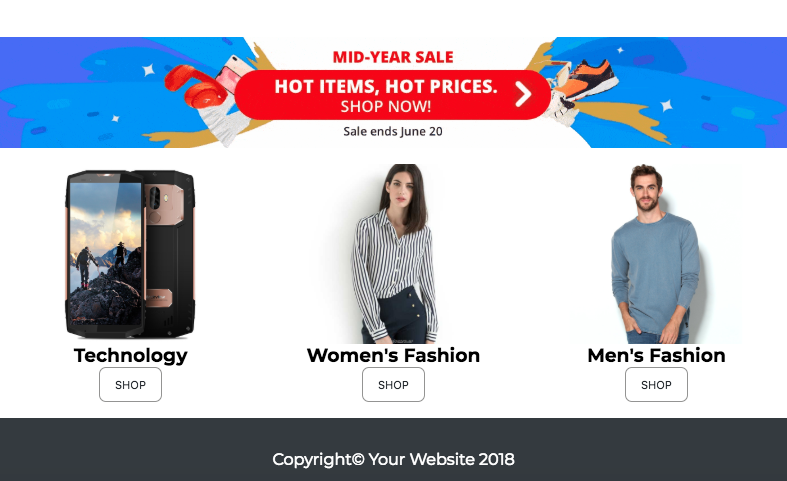 MID-YEAR SALE
HOT ITEMS, HOT PRICES.
SHOP NOW!
Sale ends June 20
Technology
Women's Fashion
Men's Fashion
SHOP
SHOP
SHOP
Copyright© Your Website 2018